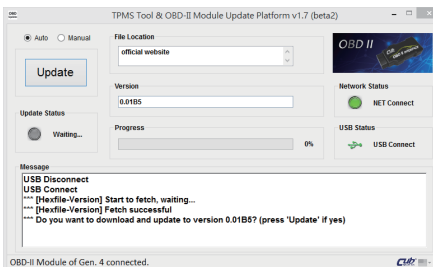 TPMS Tool & OBD-II Module Update Platform v1.7 (beta2)
Auto
Manual
Update
Update Status
Waiting...
File Location
official website
Version
0.01B5
Progress
0%
OBD II
Network Status
NET Connect
USB Status
USB Connect
Message
USB Disconnect
USB Connect
*** [Hexfile-Version] Start to fetch, waiting...
*** [Hexfile-Version] Fetch successful
*** Do you want to download and update to version 0.01B5? (press 'Update' if yes)
OBD-II Module of Gen. 4 connected.
Cub